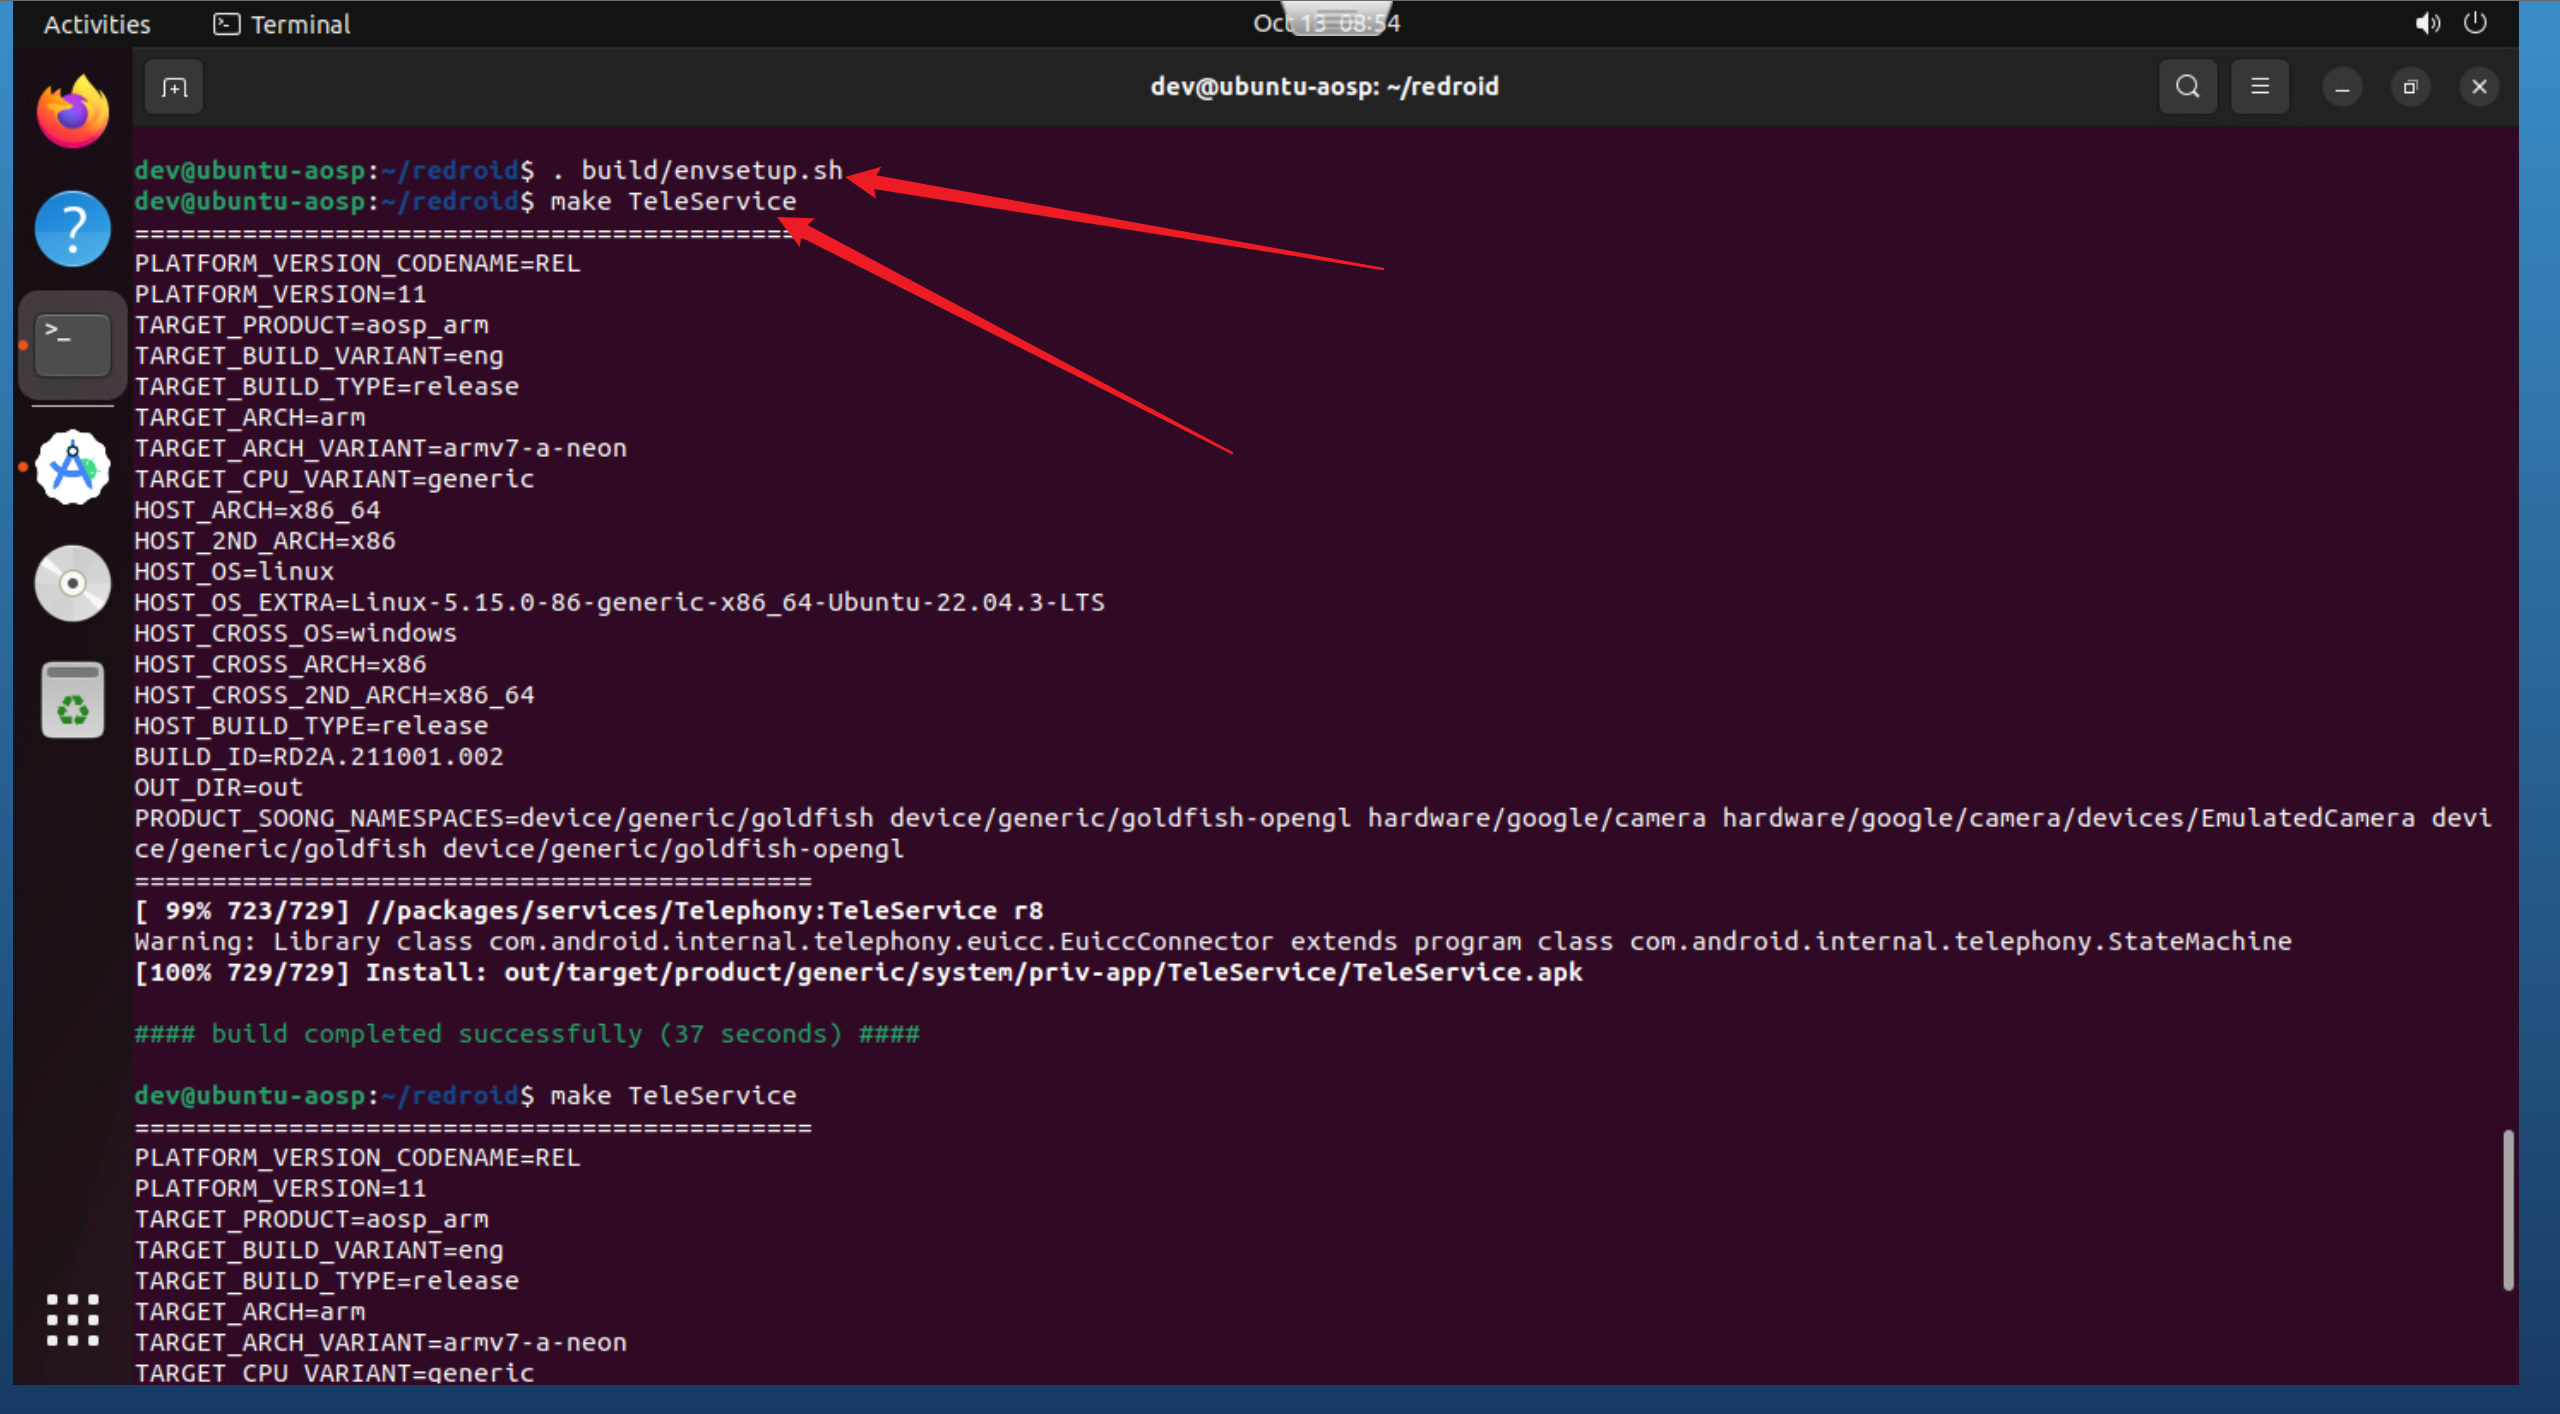 Activities
Terminal
Oct 13 08:54
dev@ubuntu-aosp: ~/redroid
dev@ubuntu-aosp:~/redroid$ . build/envsetup.sh
dev@ubuntu-aosp:~/redroid$ make TeleService
============================================
PLATFORM_VERSION_CODENAME=REL
PLATFORM_VERSION=11
TARGET_PRODUCT=aosp_arm
TARGET_BUILD_VARIANT=eng
TARGET_BUILD_TYPE=release
TARGET_ARCH=arm
TARGET_ARCH_VARIANT=armv7-a-neon
TARGET_CPU_VARIANT=generic
HOST_ARCH=x86_64
HOST_2ND_ARCH=x86
HOST_OS=linux
HOST_OS_EXTRA=Linux-5.15.0-86-generic-x86_64-Ubuntu-22.04.3-LTS
HOST_CROSS_OS=windows
HOST_CROSS_ARCH=x86
HOST_CROSS_2ND_ARCH=x86_64
HOST_BUILD_TYPE=release
BUILD_ID=RD2A.211001.002
OUT_DIR=out
PRODUCT_SOONG_NAMESPACES=device/generic/goldfish device/generic/goldfish-opengl hardware/google/camera hardware/google/camera/devices/EmulatedCamera devi
ce/generic/goldfish device/generic/goldfish-opengl
============================================
[ 99% 723/729] //packages/services/Telephony:TeleService r8
Warning: Library class com.android.internal.telephony.euicc.EuiccConnector extends program class com.android.internal.telephony.StateMachine
[100% 729/729] Install: out/target/product/generic/system/priv-app/TeleService/TeleService.apk
#### build completed successfully (37 seconds) ####
dev@ubuntu-aosp:~/redroid$ make TeleService
============================================
PLATFORM_VERSION_CODENAME=REL
PLATFORM_VERSION=11
TARGET_PRODUCT=aosp_arm
TARGET_BUILD_VARIANT=eng
TARGET_BUILD_TYPE=release
TARGET_ARCH=arm
TARGET_ARCH_VARIANT=armv7-a-neon
TARGET_CPU_VARIANT=generic